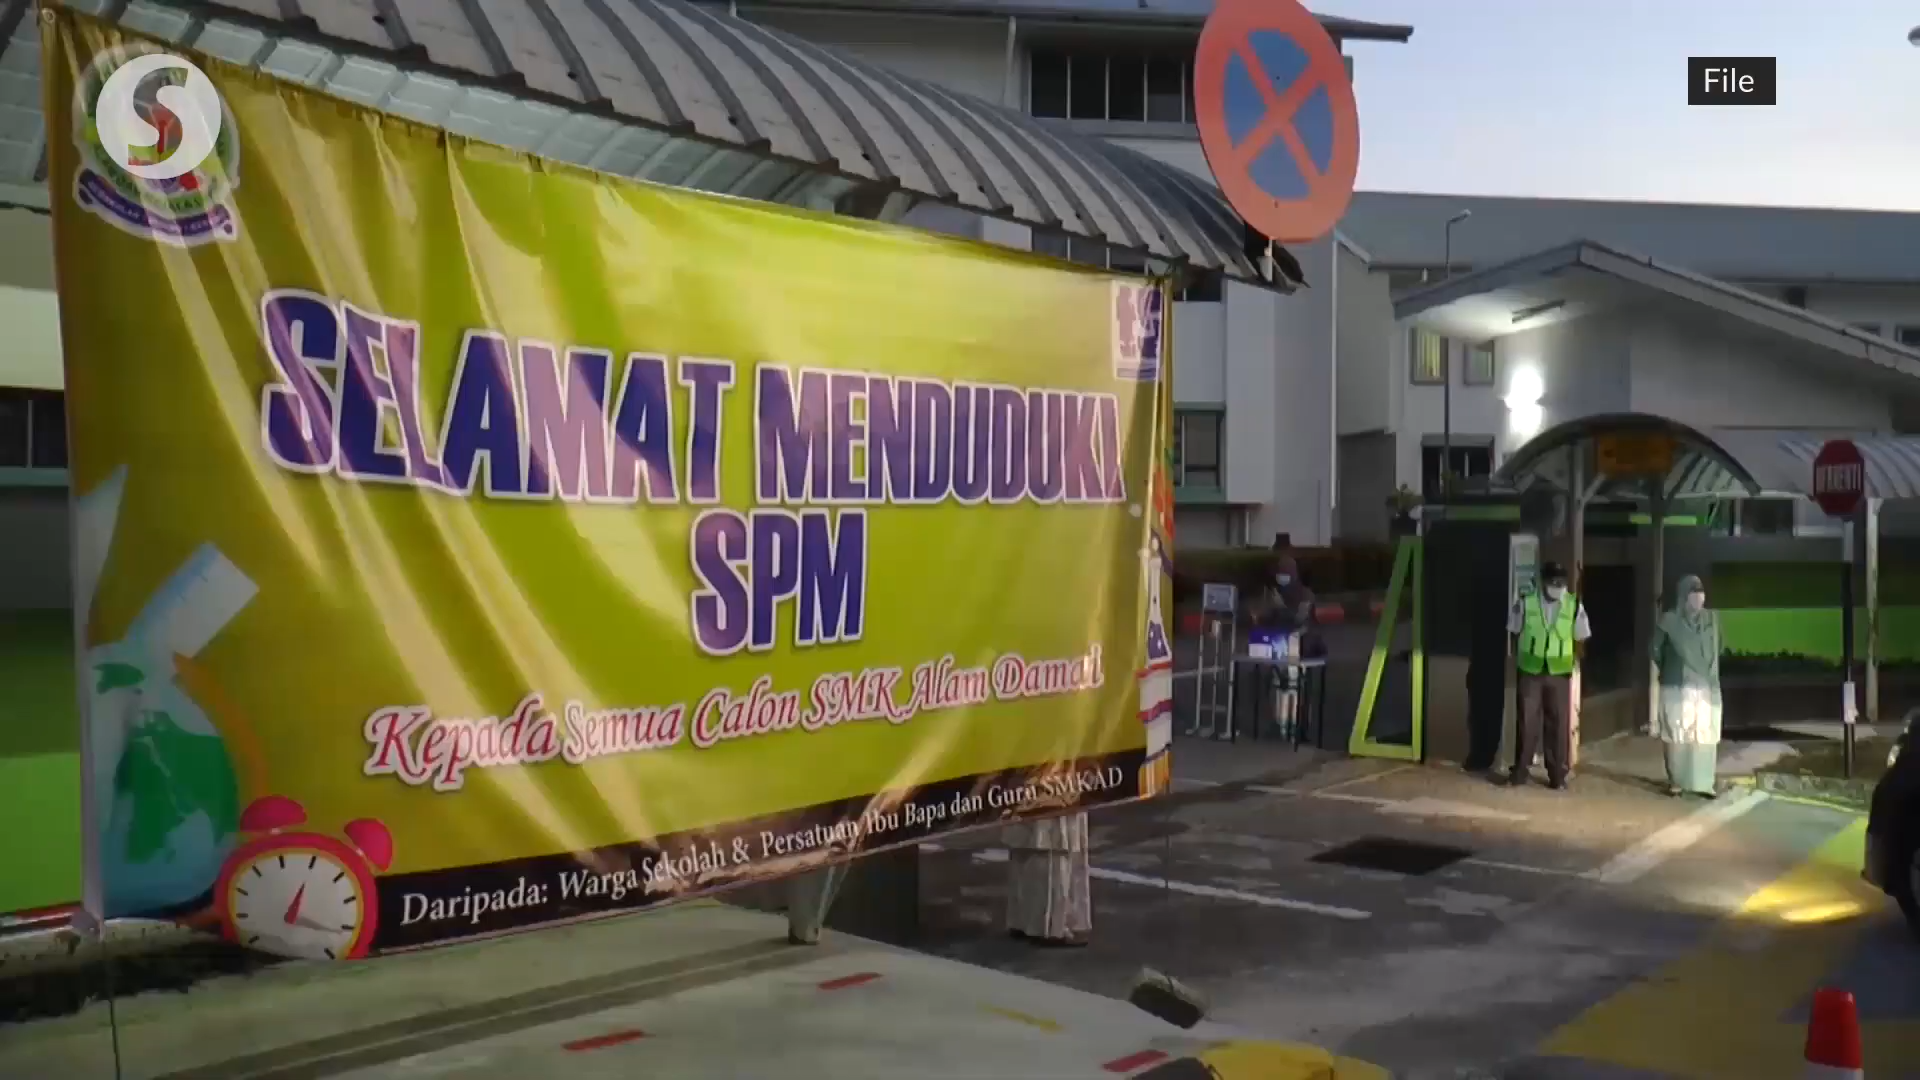 File
SELAMAT MENDUDUKI
SPM
Kepada Semua Calon SMK Alam Damai
Daripada: Warga Sekolah & Persatuan Ibu Bapa dan Guru SMKAD
BERHENTI